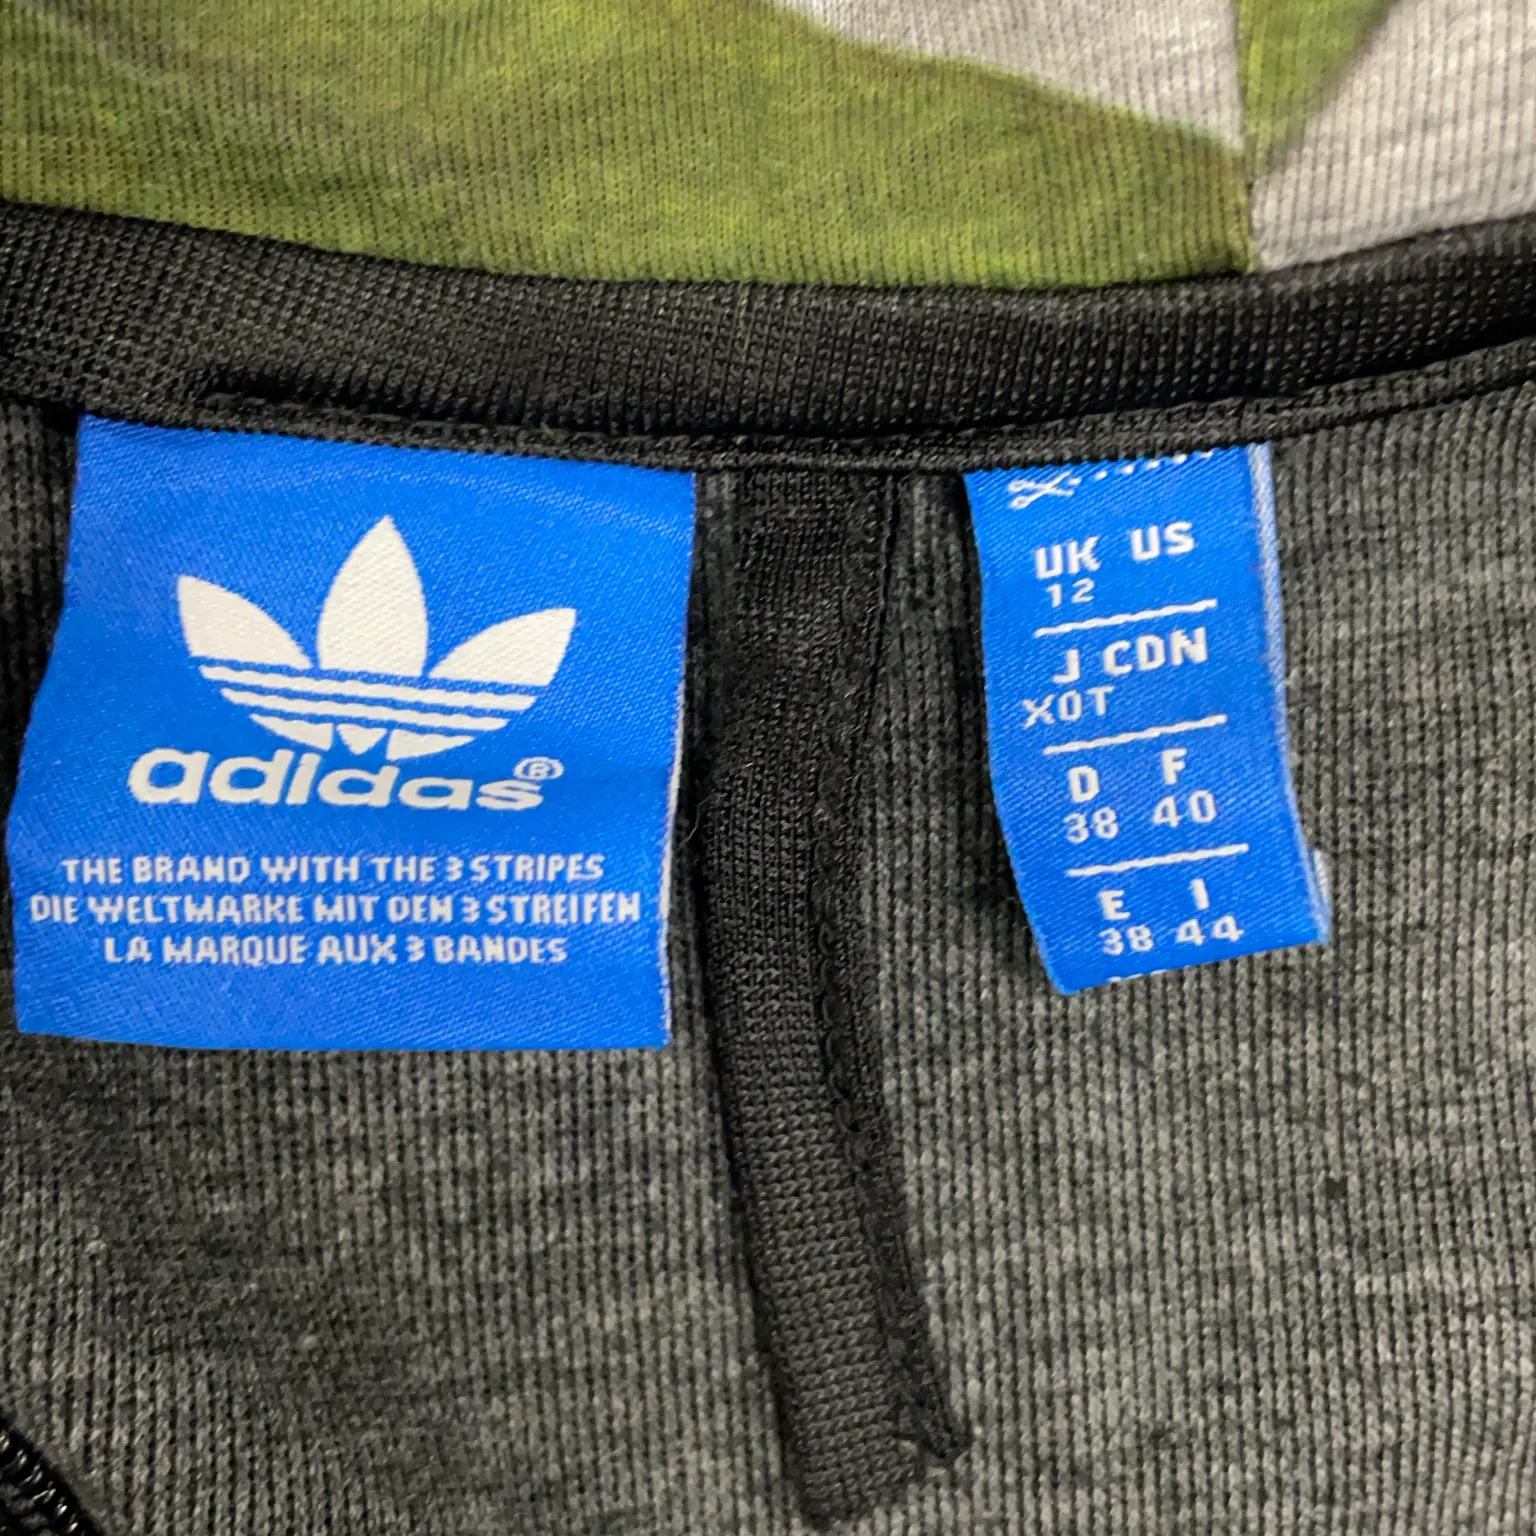 adidas®
THE BRAND WITH THE 3 STRIPES
DIE WELTMARKE MIT DEN 3 STREIFEN
LA MARQUE AUX 3 BANDES
UK US
12
J CDN
XOT
D F
38 40
E I
38 44